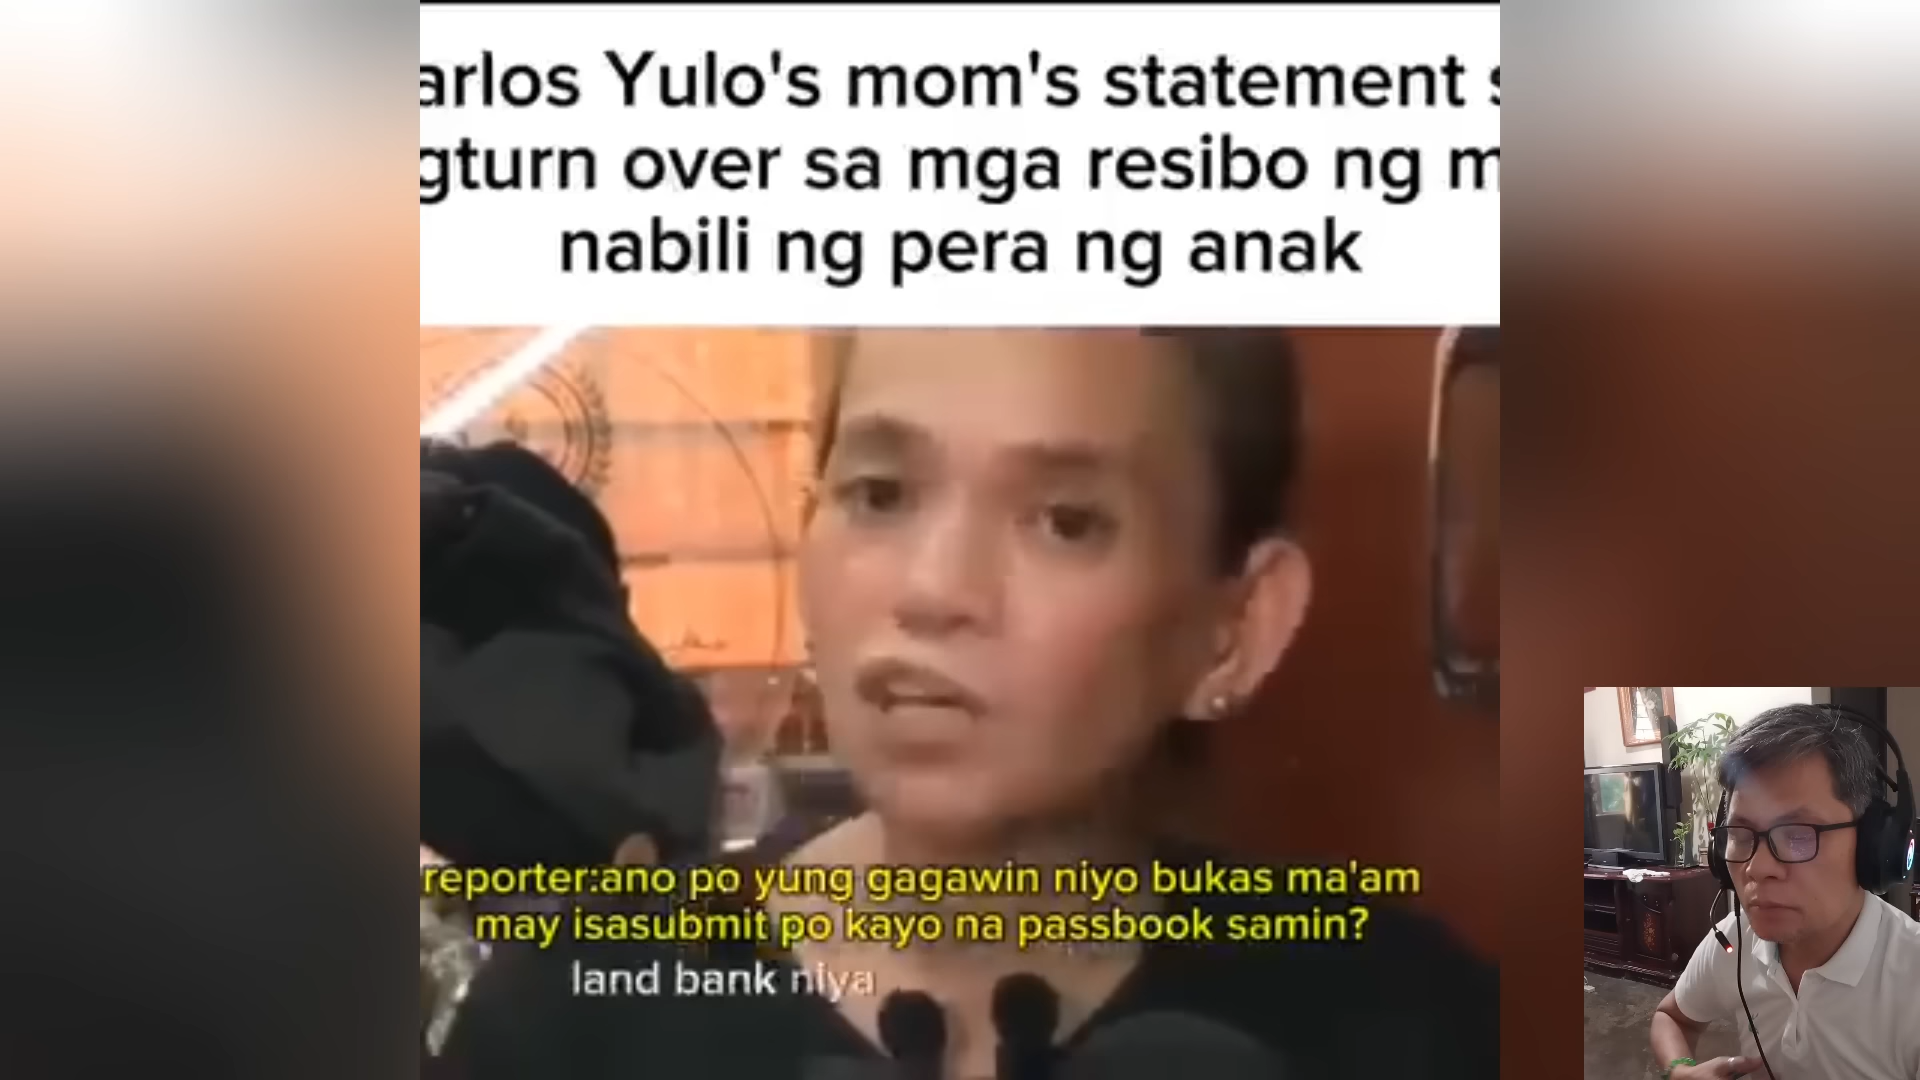 arlos Yulo's mom's statement s
gturn over sa mga resibo ng m
nabili ng pera ng anak
reporter:ano po yung gagawin niyo bukas ma'am
may isasubmit po kayo na passbook samin?
land bank niya